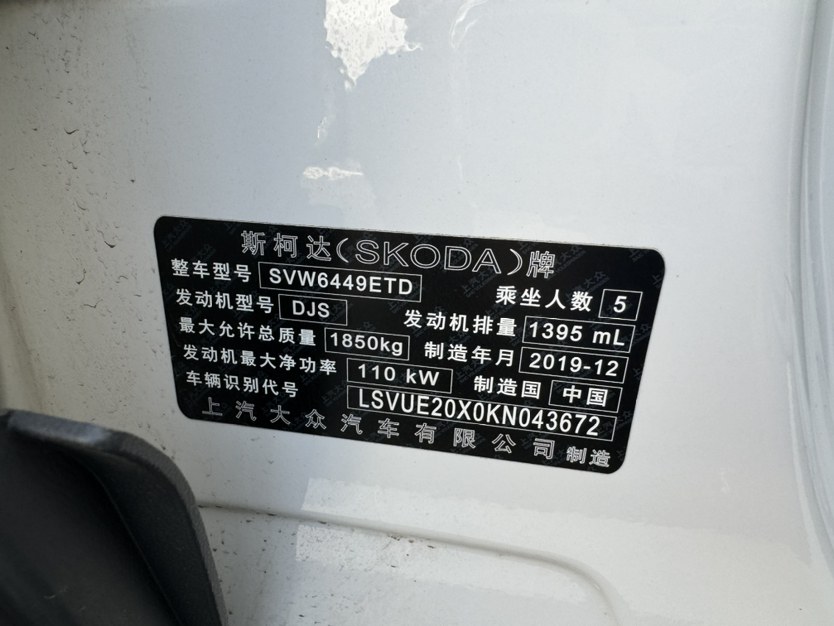 斯柯达(SKODA)牌
整车型号 SVW6449ETD 乘坐人数 5
发动机型号 DJS 发动机排量 1395 mL
最大允许总质量 1850kg 制造年月 2019-12
发动机最大净功率 110 kW 制造国 中国
车辆识别代号 LSVUE20X0KN043672
上汽大众汽车有限公司 制造